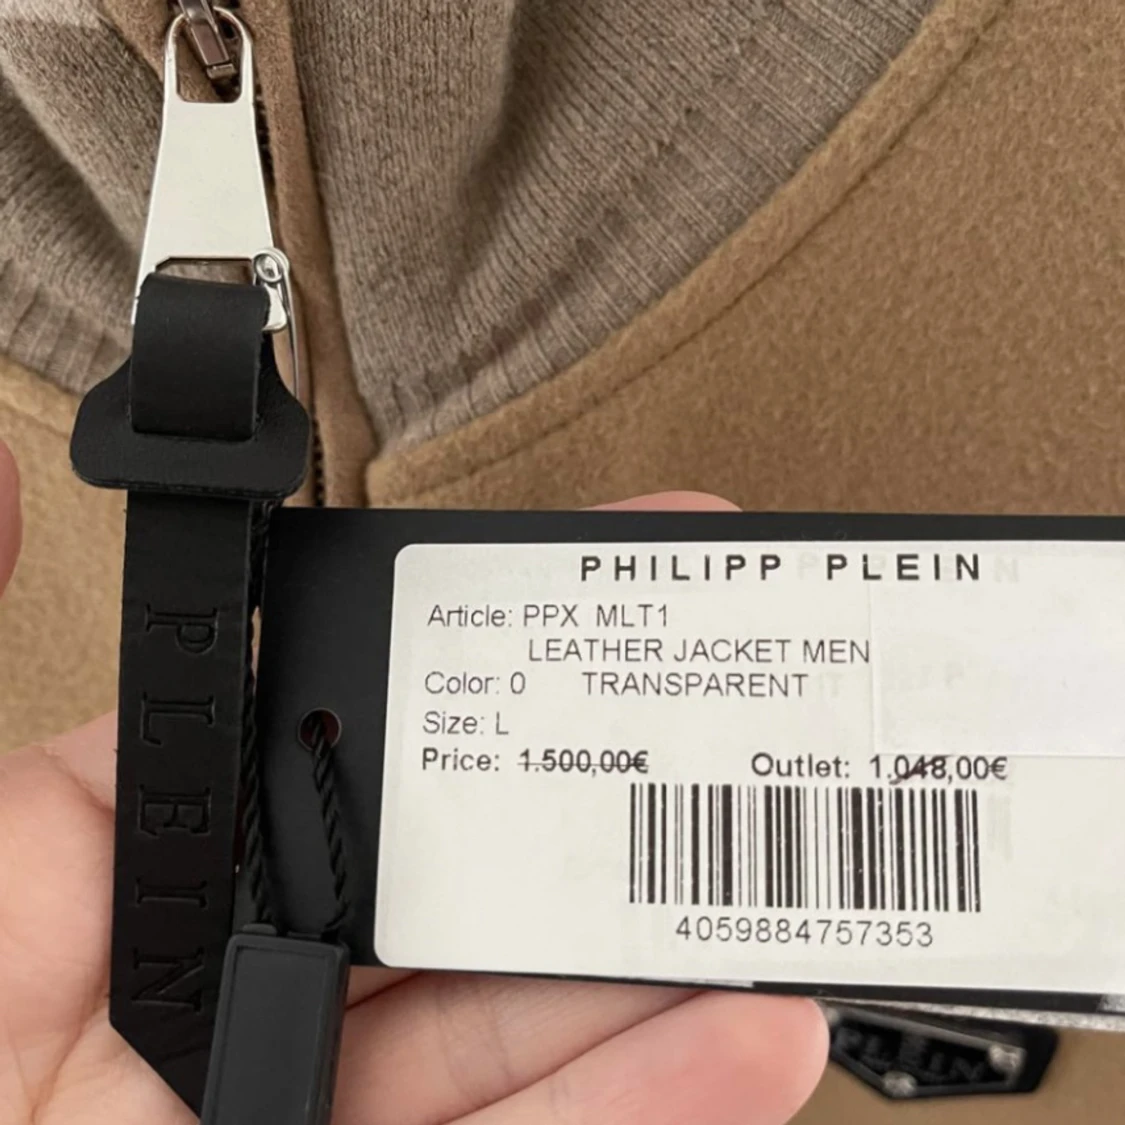 PHILIPP PLEIN
Article: PPX MLT1
LEATHER JACKET MEN
Color: 0 TRANSPARENT
Size: L
Price: 1.500,00€ Outlet: 1.048,00€
4059884757353
PLEIN
PLEIN